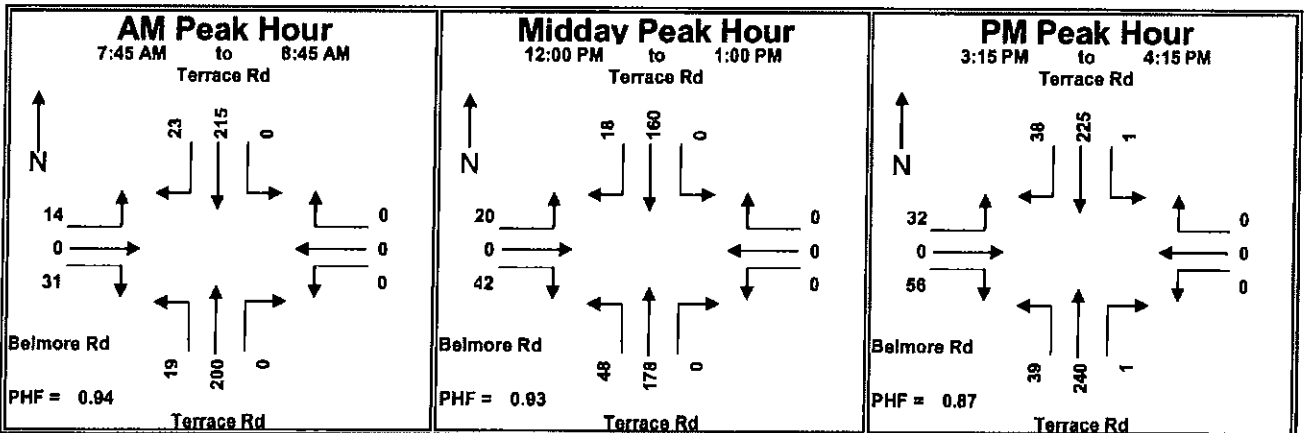 AM Peak Hour
7:45 AM to 8:45 AM
Terrace Rd
N
23 215 0
14
0
31
0
0
0
19 200 0
Belmore Rd
PHF = 0.94
Terrace Rd
Midday Peak Hour
12:00 PM to 1:00 PM
Terrace Rd
N
18 160 0
20
0
42
0
0
0
48 178 0
Belmore Rd
PHF = 0.93
Terrace Rd
PM Peak Hour
3:15 PM to 4:15 PM
Terrace Rd
N
38 225 1
32
0
56
0
0
0
39 240 1
Belmore Rd
PHF = 0.87
Terrace Rd